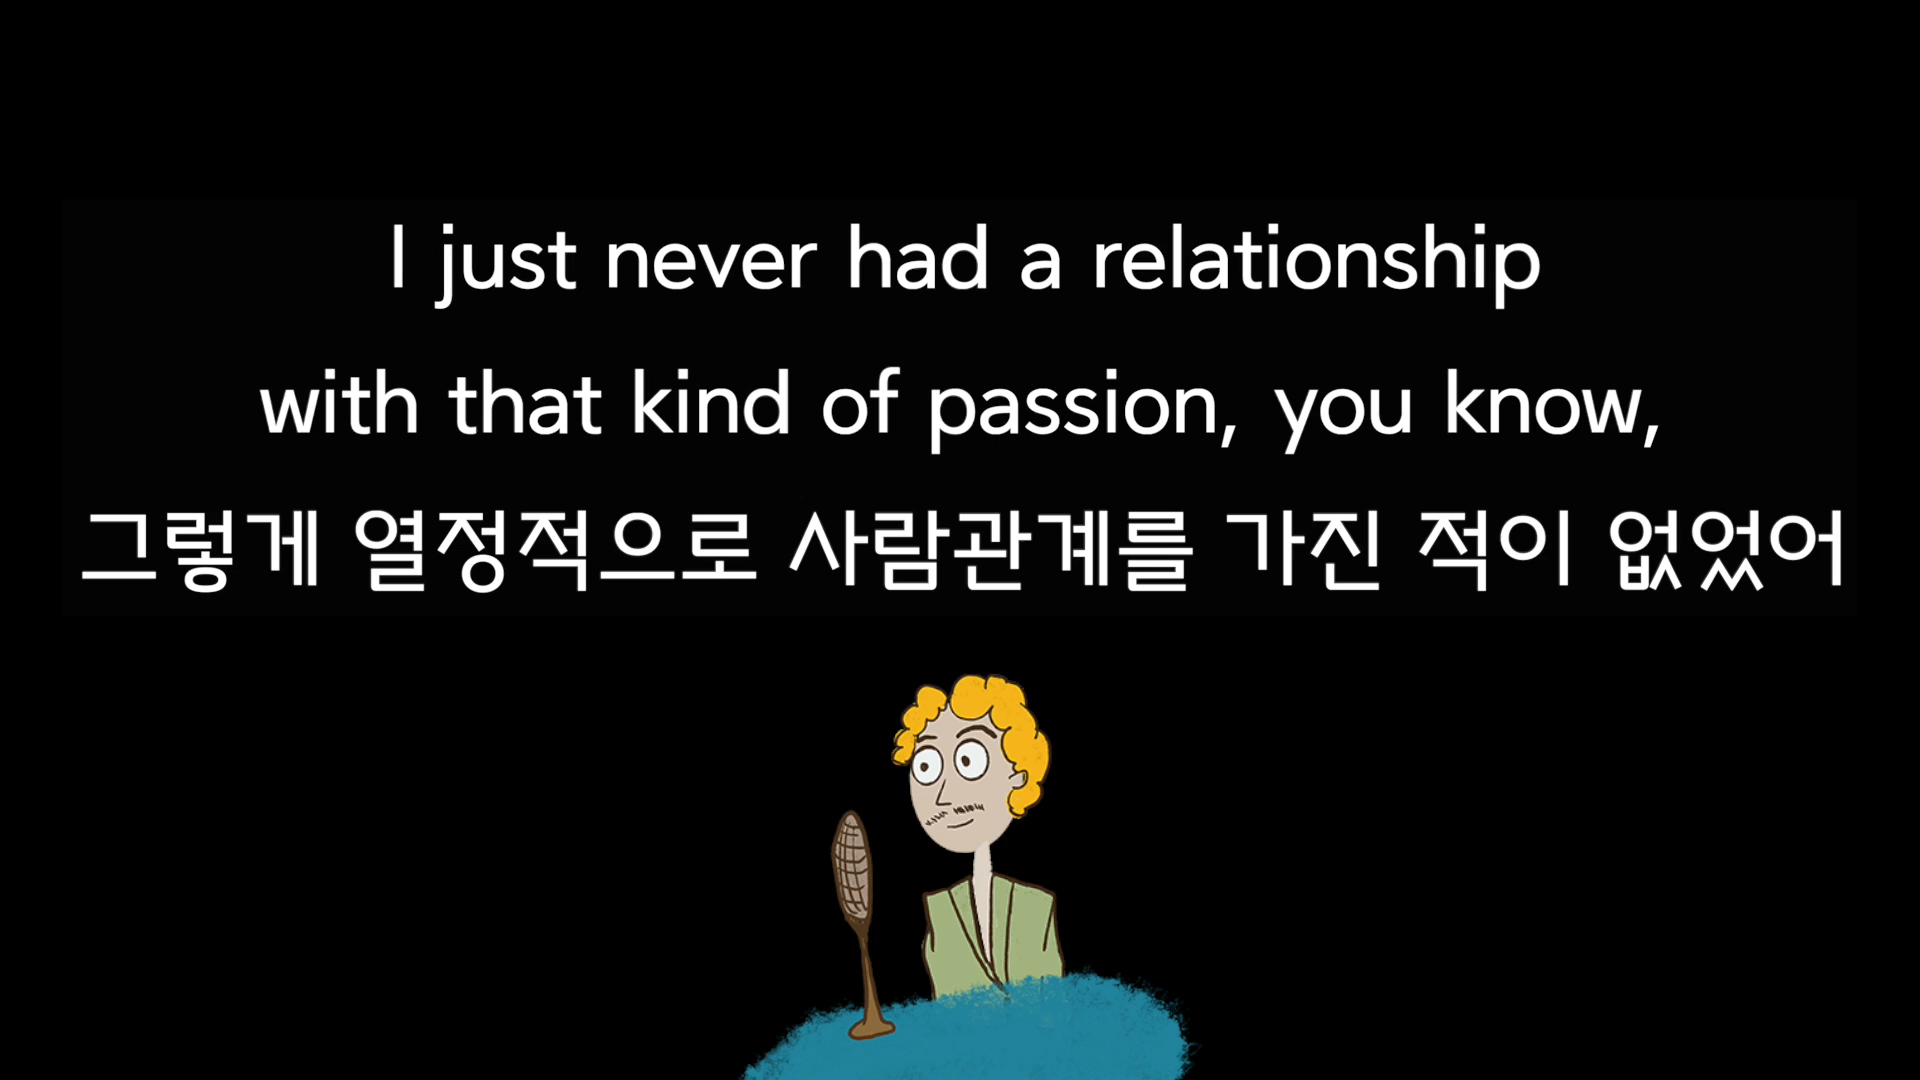 I just never had a relationship
with that kind of passion, you know,
그렇게 열정적으로 사람관계를 가진 적이 없었어